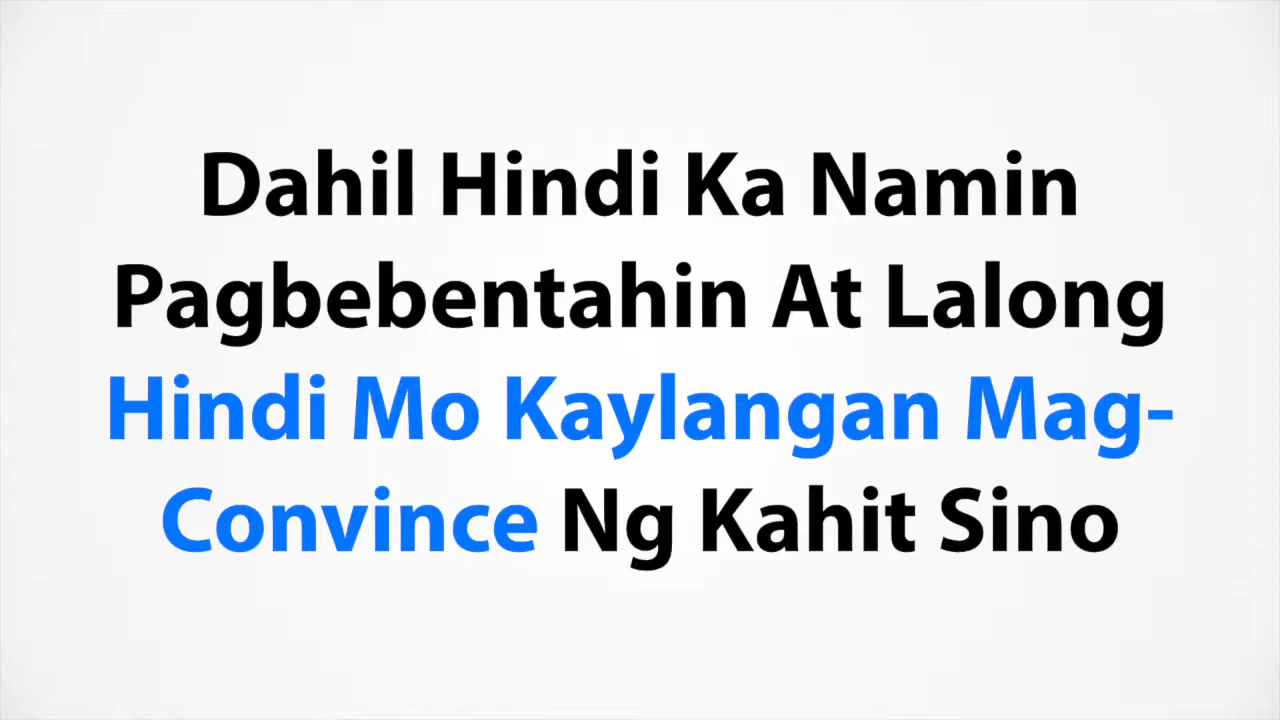 Dahil Hindi Ka Namin
Pagbebentahin At Lalong
Hindi Mo Kaylangan Mag-
Convince Ng Kahit Sino